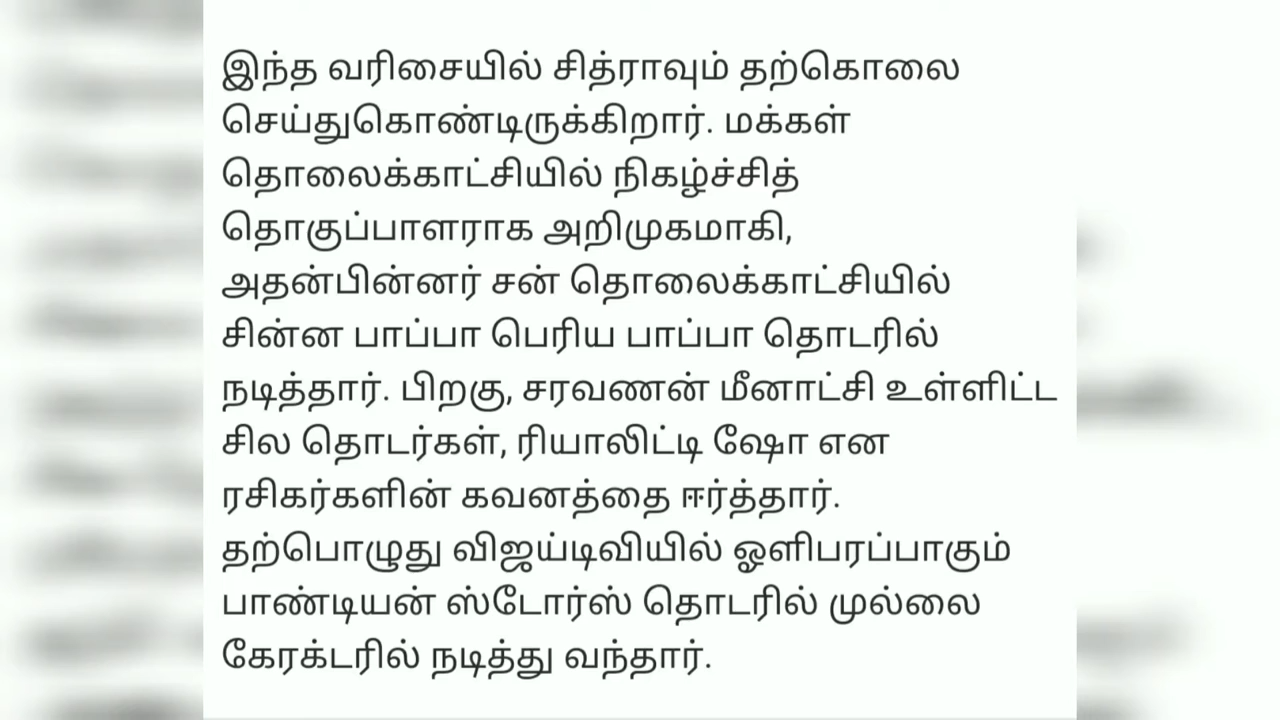 இந்த வரிசையில் சித்ராவும் தற்கொலை
செய்துகொண்டிருக்கிறார். மக்கள்
தொலைக்காட்சியில் நிகழ்ச்சித்
தொகுப்பாளராக அறிமுகமாகி,
அதன்பின்னர் சன் தொலைக்காட்சியில்
சின்ன பாப்பா பெரிய பாப்பா தொடரில்
நடித்தார். பிறகு, சரவணன் மீனாட்சி உள்ளிட்ட
சில தொடர்கள், ரியாலிட்டி ஷோ என
ரசிகர்களின் கவனத்தை ஈர்த்தார்.
தற்பொழுது விஜய்டிவியில் ஓளிபரப்பாகும்
பாண்டியன் ஸ்டோர்ஸ் தொடரில் முல்லை
கேரக்டரில் நடித்து வந்தார்.